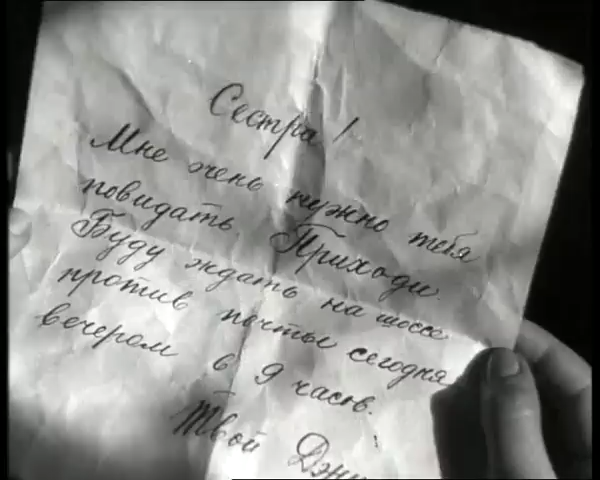 Сестра!
Мне очень нужно тебя
повидать. Приходи.
Буду ждать на шоссе
против почты сегодня
вечером в 9 часов.
Твой